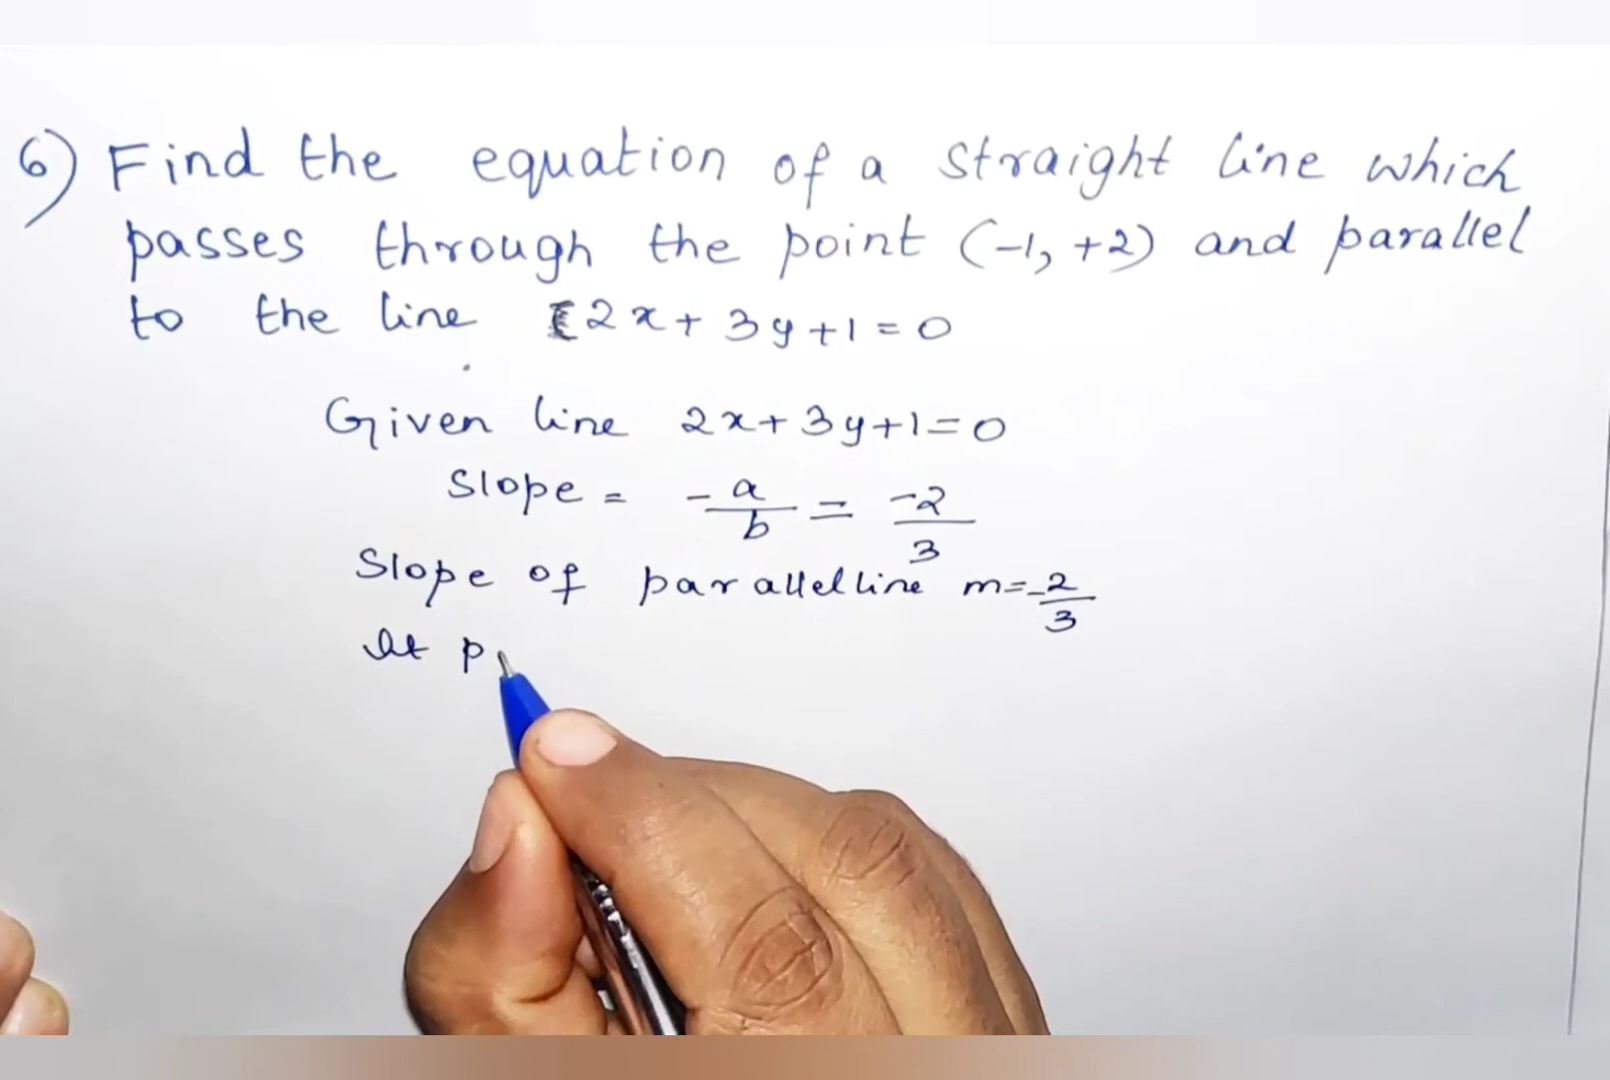 6) Find the equation of a straight line which
passes through the point (-1, +2) and parallel
to the line 2x + 3y + 1 = 0
Given line 2x + 3y + 1 = 0
Slope = -a/b = -2/3
Slope of parallel line m = -2/3
let p